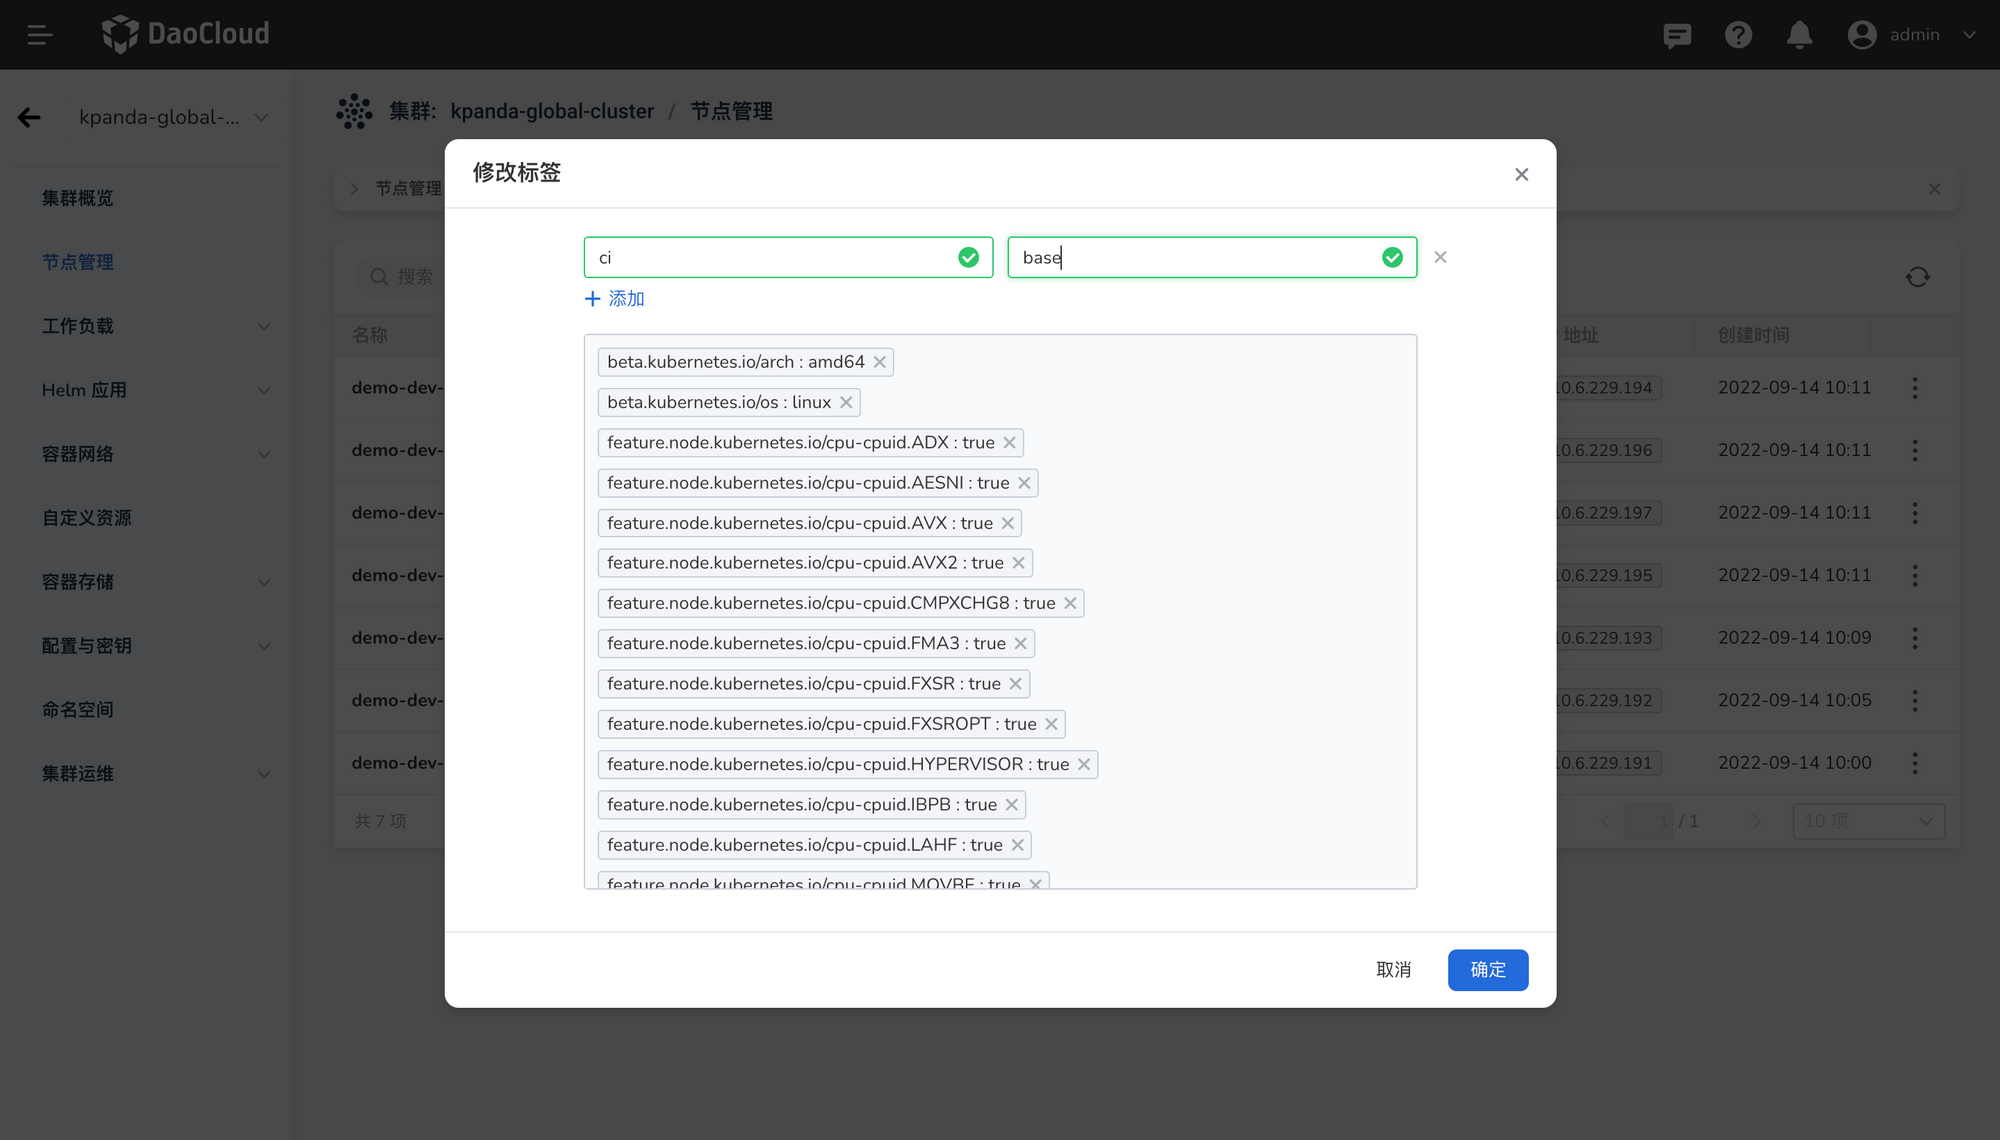 DaoCloud
admin
kpanda-global-...
集群: kpanda-global-cluster / 节点管理
集群概览
节点管理
工作负载
Helm 应用
容器网络
自定义资源
容器存储
配置与密钥
命名空间
集群运维
节点管理
搜索
名称
地址
创建时间
demo-dev-
10.6.229.194
2022-09-14 10:11
demo-dev-
10.6.229.196
2022-09-14 10:11
demo-dev-
10.6.229.197
2022-09-14 10:11
demo-dev-
10.6.229.195
2022-09-14 10:11
demo-dev-
10.6.229.193
2022-09-14 10:09
demo-dev-
10.6.229.192
2022-09-14 10:05
demo-dev-
10.6.229.191
2022-09-14 10:00
共 7 项
1 / 1
10 项
修改标签
ci
base
添加
beta.kubernetes.io/arch : amd64
beta.kubernetes.io/os : linux
feature.node.kubernetes.io/cpu-cpuid.ADX : true
feature.node.kubernetes.io/cpu-cpuid.AESNI : true
feature.node.kubernetes.io/cpu-cpuid.AVX : true
feature.node.kubernetes.io/cpu-cpuid.AVX2 : true
feature.node.kubernetes.io/cpu-cpuid.CMPXCHG8 : true
feature.node.kubernetes.io/cpu-cpuid.FMA3 : true
feature.node.kubernetes.io/cpu-cpuid.FXSR : true
feature.node.kubernetes.io/cpu-cpuid.FXSROPT : true
feature.node.kubernetes.io/cpu-cpuid.HYPERVISOR : true
feature.node.kubernetes.io/cpu-cpuid.IBPB : true
feature.node.kubernetes.io/cpu-cpuid.LAHF : true
feature.node.kubernetes.io/cpu-cpuid.MOVBE : true
取消
确定